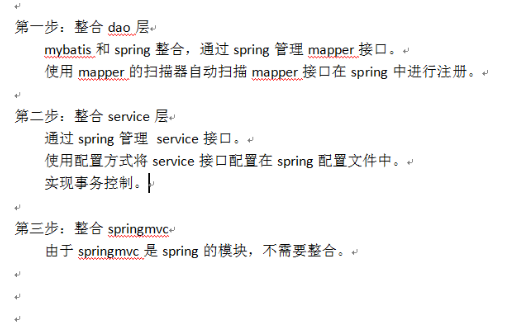 第一步：整合 dao 层
mybatis 和 spring 整合，通过 spring 管理 mapper 接口。
使用 mapper 的扫描器自动扫描 mapper 接口在 spring 中进行注册。
第二步：整合 service 层
通过 spring 管理 service 接口。
使用配置方式将 service 接口配置在 spring 配置文件中。
实现事务控制。
第三步：整合 springmvc
由于 springmvc 是 spring 的模块，不需要整合。